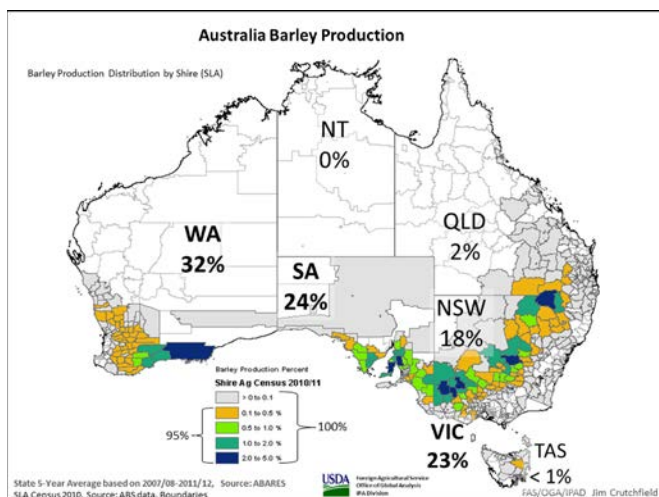 Australia Barley Production
Barley Production Distribution by Shire (SLA)
NT
0%
QLD
2%
WA
32%
SA
24%
NSW
18%
Barley Production Percent
Shire Ag Census 2010/11
> 0 to 0.1
0.1 to 0.5 %
0.5 to 1.0 %
1.0 to 2.0 %
2.0 to 5.0 %
95%
100%
VIC
23%
TAS
< 1%
State 5-Year Average based on 2007/08-2011/12, Source: ABARES
SLA Census 2010, Source: ABS data, Boundaries
USDA
Foreign Agricultural Service
Office of Global Analysis
IPA Division
FAS/OGA/IPAD Jim Crutchfield